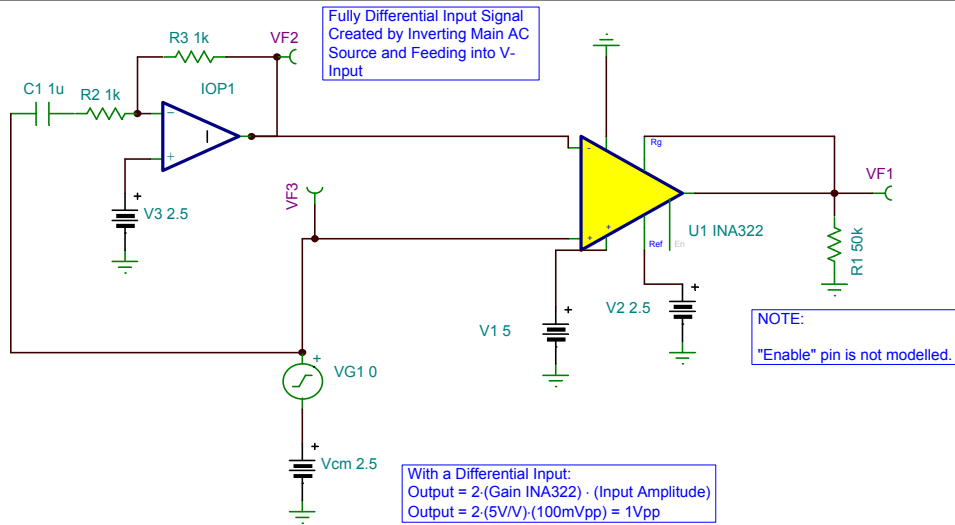 Fully Differential Input Signal
Created by Inverting Main AC
Source and Feeding into V-
Input
R3 1k
VF2
C1 1u
R2 1k
IOP1
-
+
+
V3 2.5
VF3
-
+
+
Rg
Ref
En
U1 INA322
VF1
R1 50k
+
V1 5
+
V2 2.5
NOTE:
"Enable" pin is not modelled.
+
VG1 0
+
Vcm 2.5
With a Differential Input:
Output = 2·(Gain INA322) · (Input Amplitude)
Output = 2·(5V/V)·(100mVpp) = 1Vpp